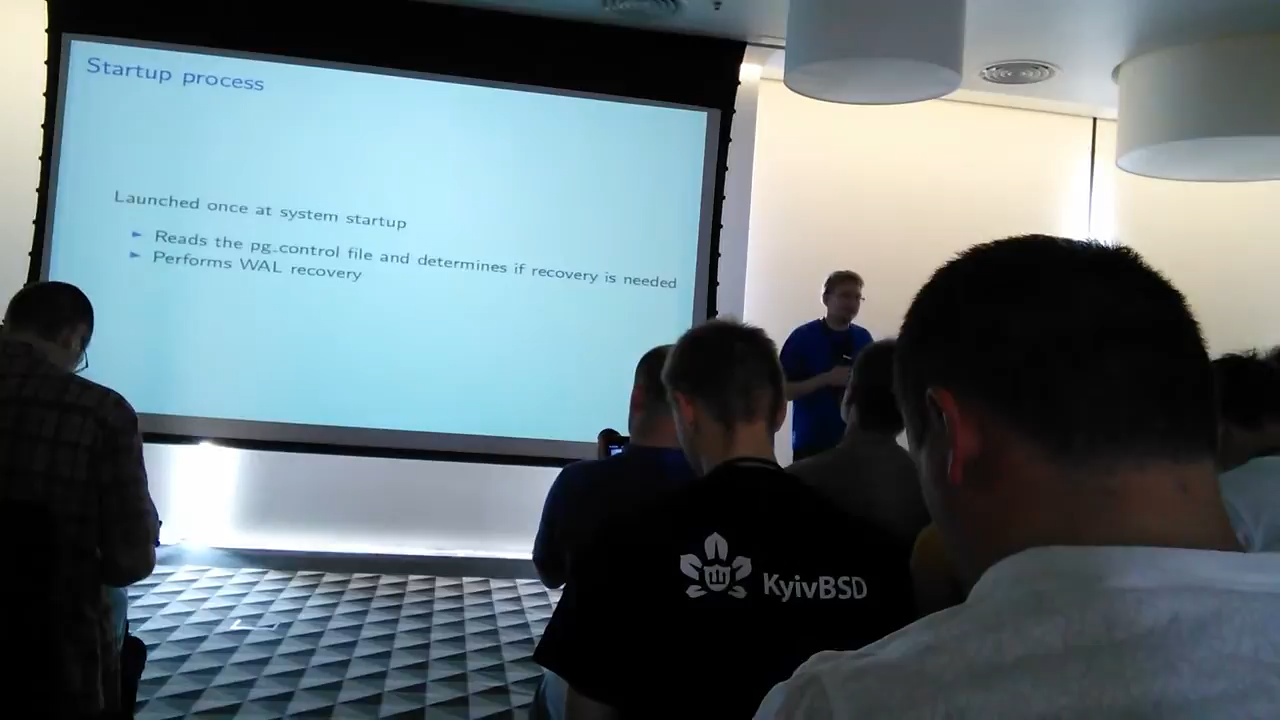 Startup process
Launched once at system startup
Reads the pg_control file and determines if recovery is needed
Performs WAL recovery
KyivBSD